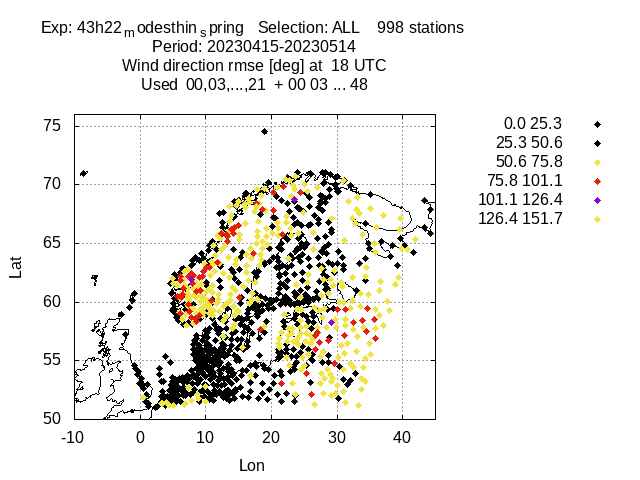 Exp: 43h22modesthinspring   Selection: ALL    998 stations
Period: 20230415-20230514
Wind direction rmse [deg] at  18 UTC
Used  00,03,...,21  + 00 03 ... 48
0.0 25.3
25.3 50.6
50.6 75.8
75.8 101.1
101.1 126.4
126.4 151.7
75
70
65
60
55
50
Lat
-10 0 10 20 30 40
Lon